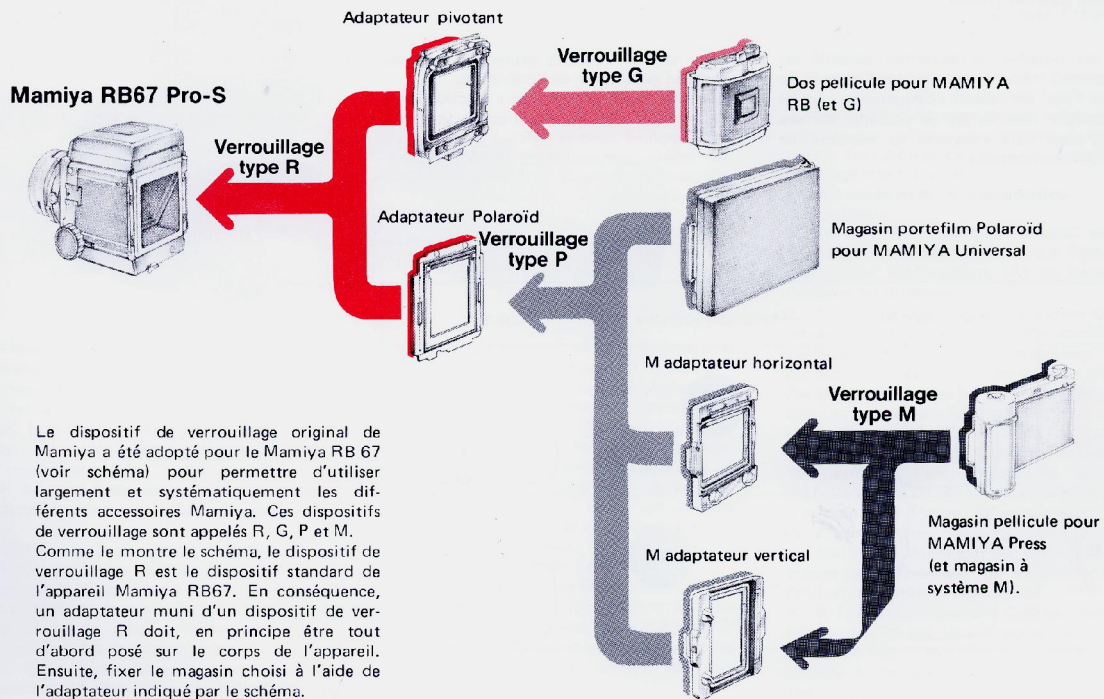 Adaptateur pivotant
Verrouillage
type G
Dos pellicule pour MAMIYA
RB (et G)
Mamiya RB67 Pro-S
Verrouillage
type R
Adaptateur Polaroïd
Verrouillage
type P
Magasin portefilm Polaroïd
pour MAMIYA Universal
M adaptateur horizontal
Verrouillage
type M
Magasin pellicule pour
MAMIYA Press
(et magasin à
système M).
M adaptateur vertical
Le dispositif de verrouillage original de
Mamiya a été adopté pour le Mamiya RB 67
(voir schéma) pour permettre d'utiliser
largement et systématiquement les dif-
férents accessoires Mamiya. Ces dispositifs
de verrouillage sont appelés R, G, P et M.
Comme le montre le schéma, le dispositif de
verrouillage R est le dispositif standard de
l'appareil Mamiya RB67. En conséquence,
un adaptateur muni d'un dispositif de ver-
rouillage R doit, en principe être tout
d'abord posé sur le corps de l'appareil.
Ensuite, fixer le magasin choisi à l'aide de
l'adaptateur indiqué par le schéma.